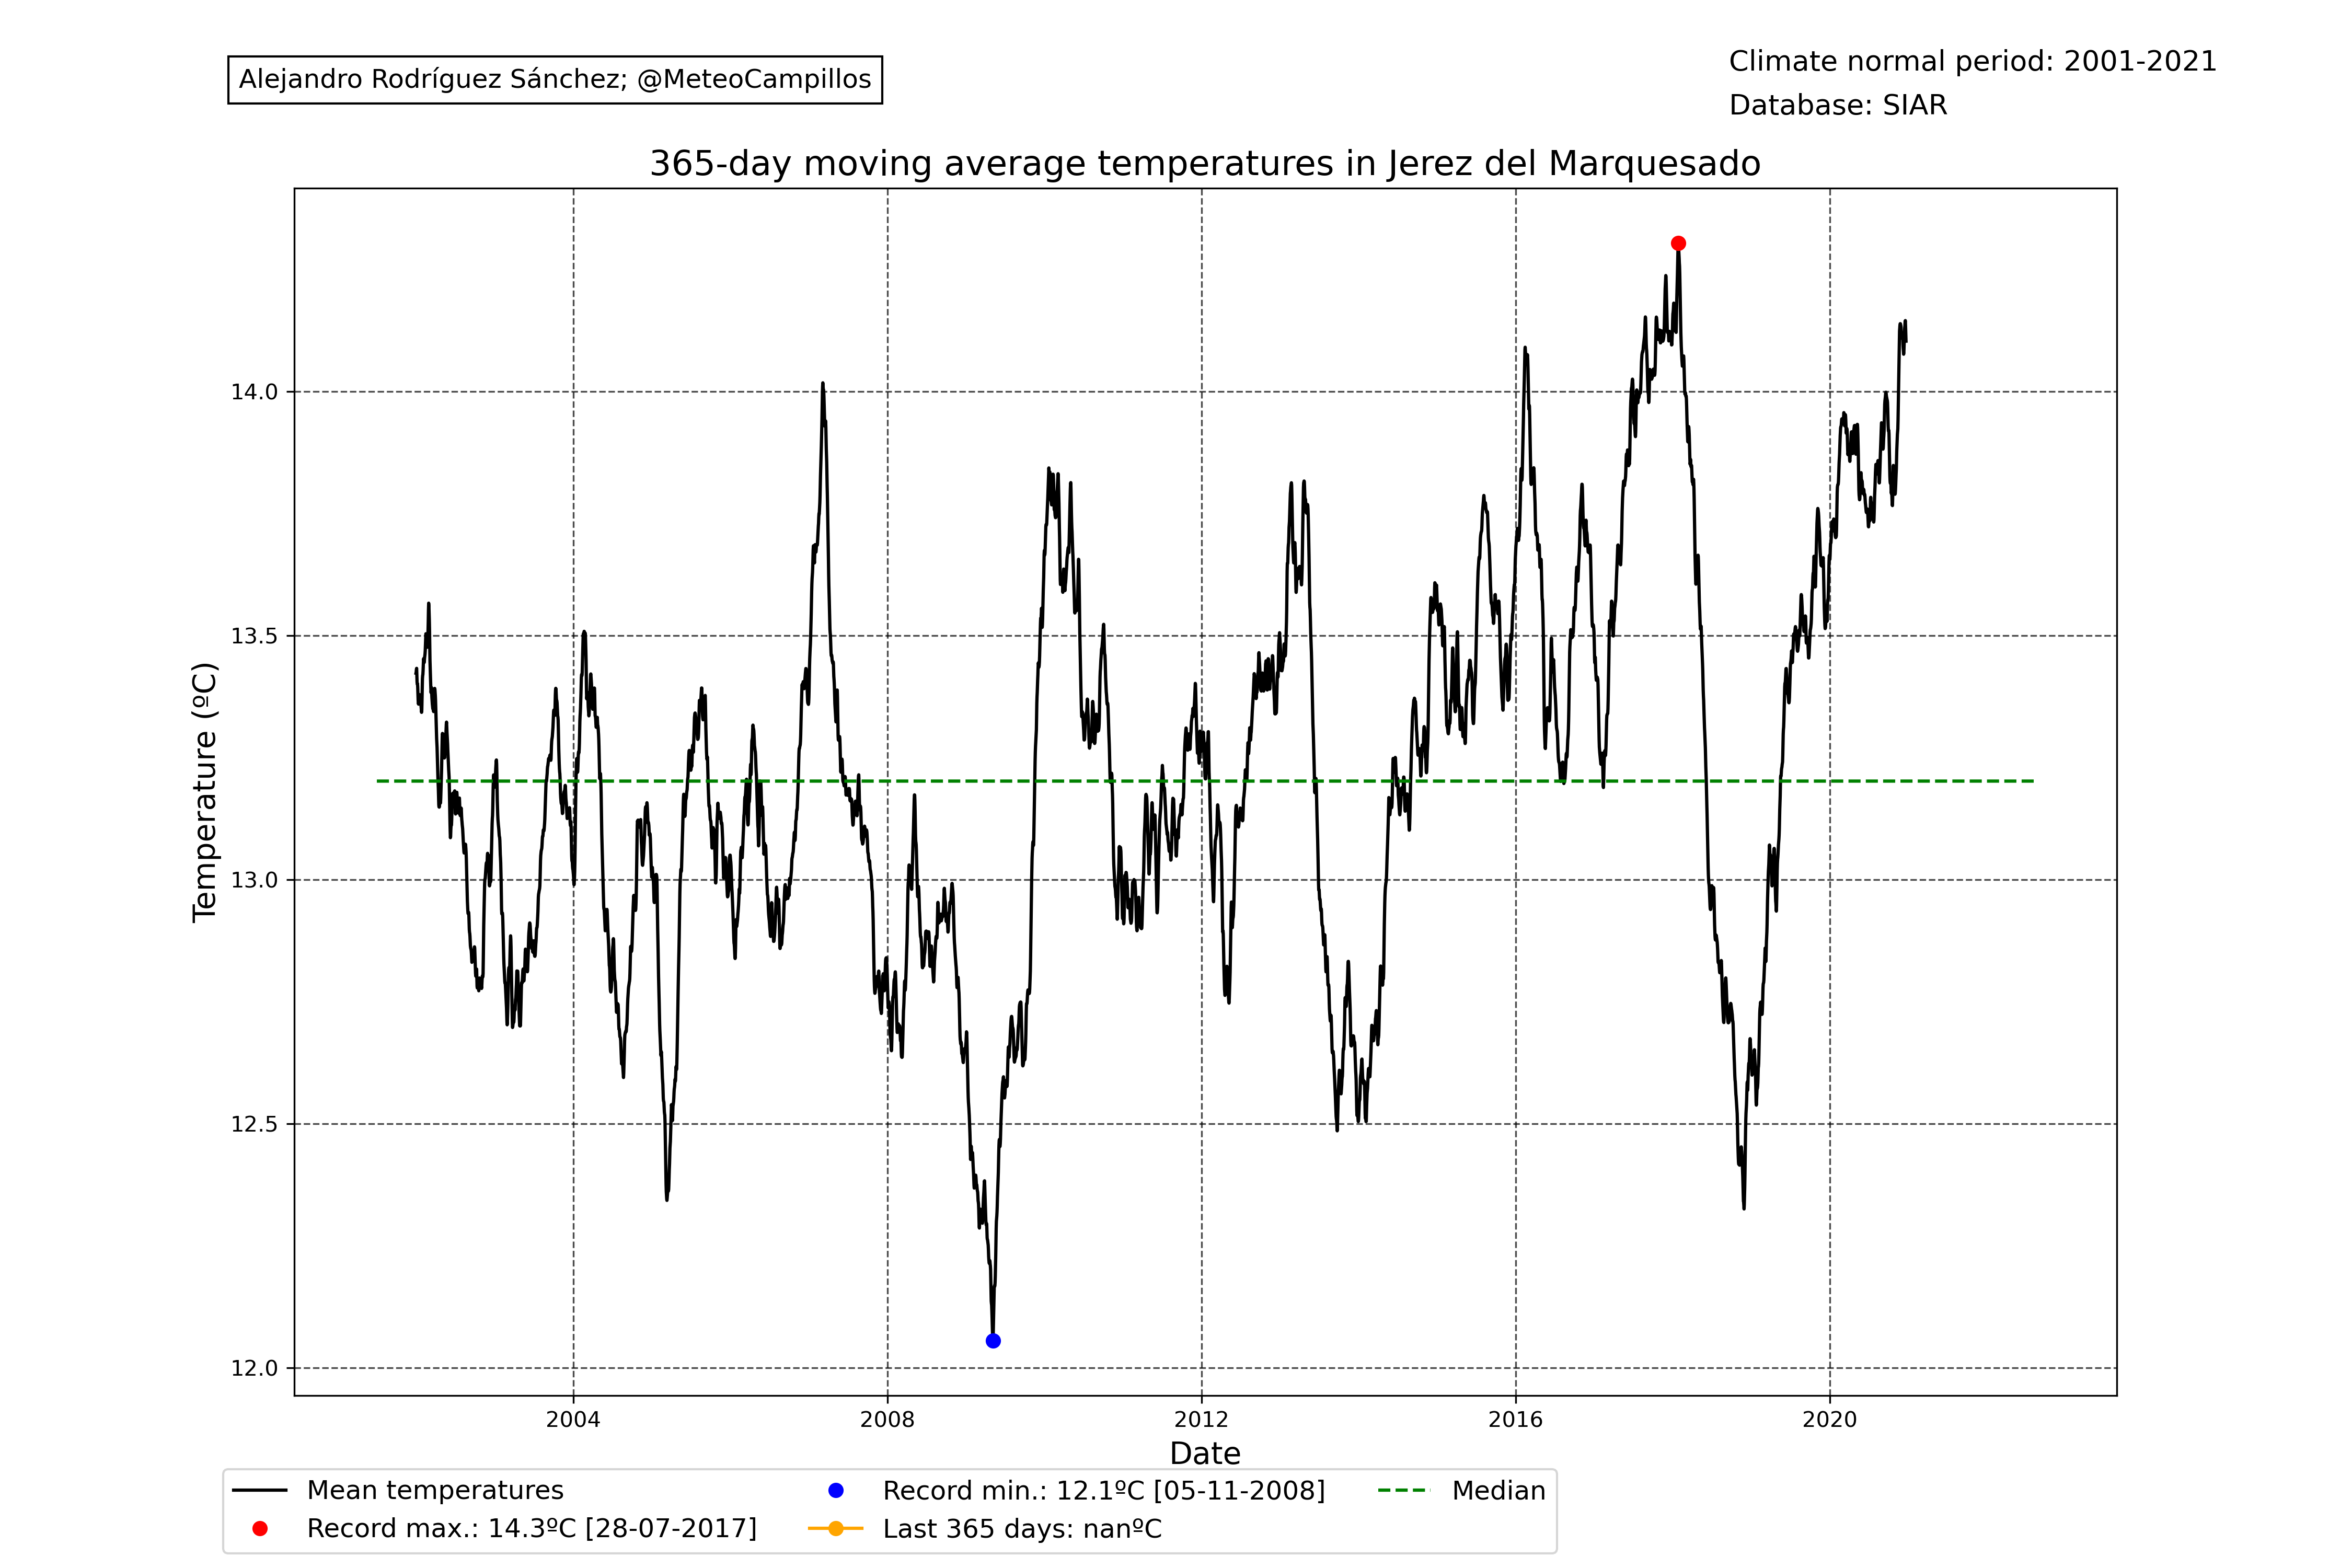 Alejandro Rodríguez Sánchez; @MeteoCampillos
Climate normal period: 2001-2021
Database: SIAR
365-day moving average temperatures in Jerez del Marquesado
Temperature (ºC)
14.0
13.5
13.0
12.5
12.0
2004
2008
2012
2016
2020
Date
Mean temperatures
Record max.: 14.3ºC [28-07-2017]
Record min.: 12.1ºC [05-11-2008]
Last 365 days: nanºC
Median